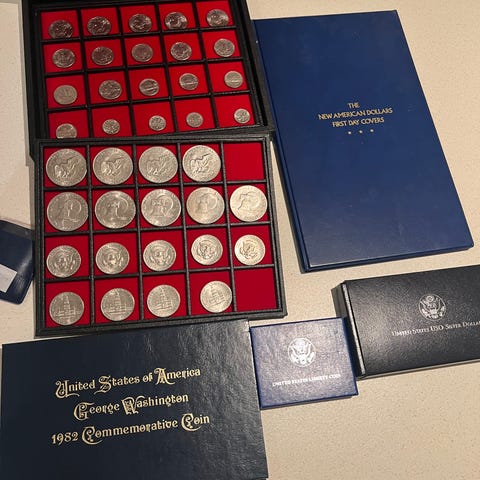 THE
NEW AMERICAN DOLLARS
FIRST DAY COVERS
UNITED STATES USO SILVER DOLLAR
UNITED STATES LIBERTY COIN
United States of America
George Washington
1982 Commemorative Coin